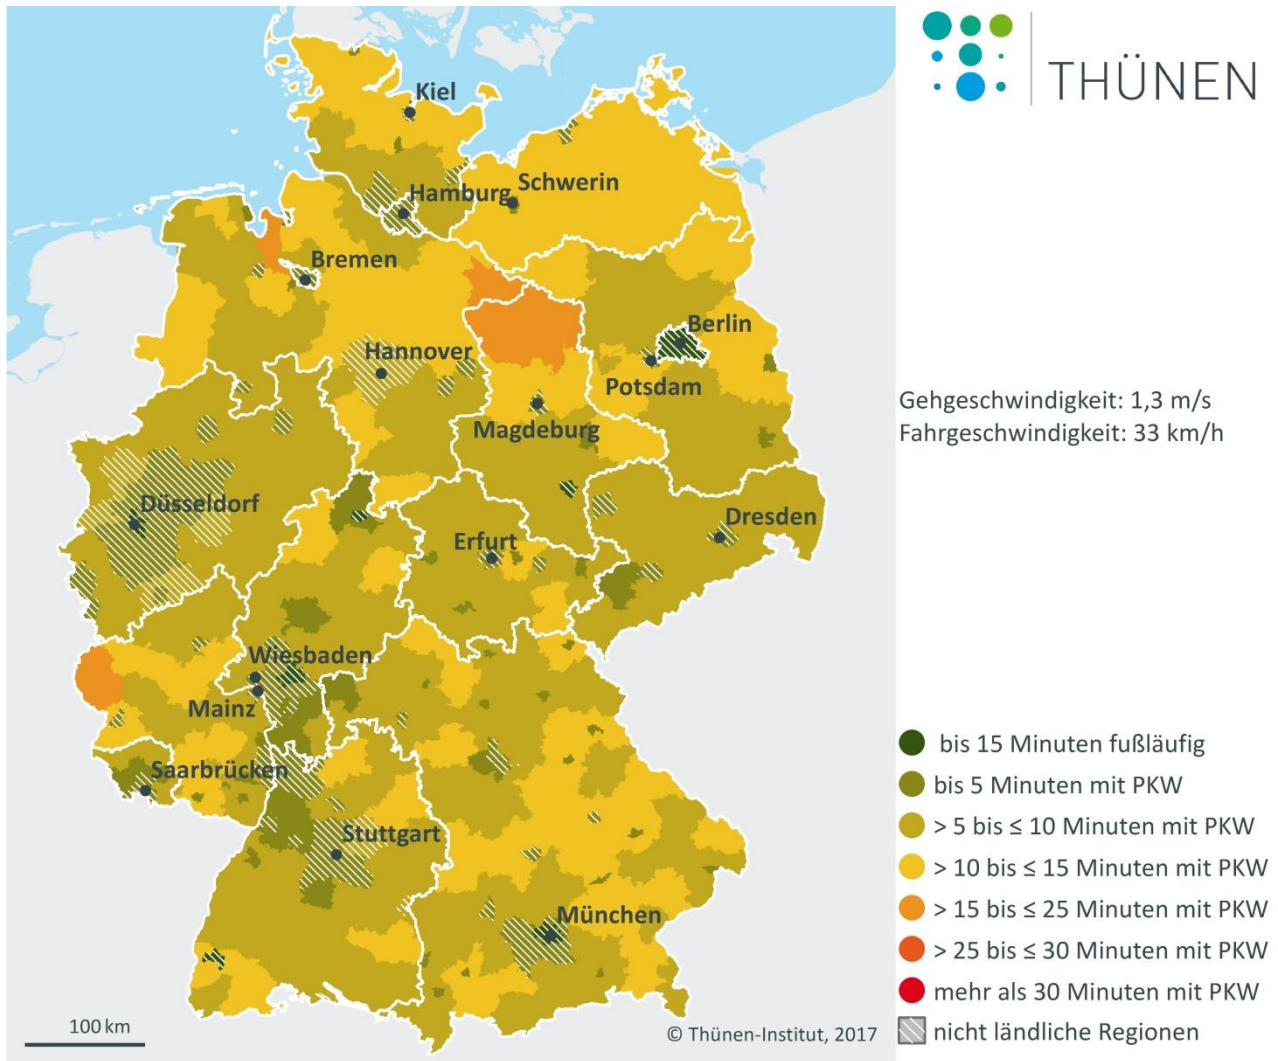 THÜNEN
Kiel
Schwerin
Hamburg
Bremen
Berlin
Hannover
Potsdam
Magdeburg
Gehgeschwindigkeit: 1,3 m/s
Fahrgeschwindigkeit: 33 km/h
Düsseldorf
Dresden
Erfurt
Wiesbaden
Mainz
Saarbrücken
Stuttgart
München
bis 15 Minuten fußläufig
bis 5 Minuten mit PKW
> 5 bis ≤ 10 Minuten mit PKW
> 10 bis ≤ 15 Minuten mit PKW
> 15 bis ≤ 25 Minuten mit PKW
> 25 bis ≤ 30 Minuten mit PKW
mehr als 30 Minuten mit PKW
nicht ländliche Regionen
100 km
© Thünen-Institut, 2017